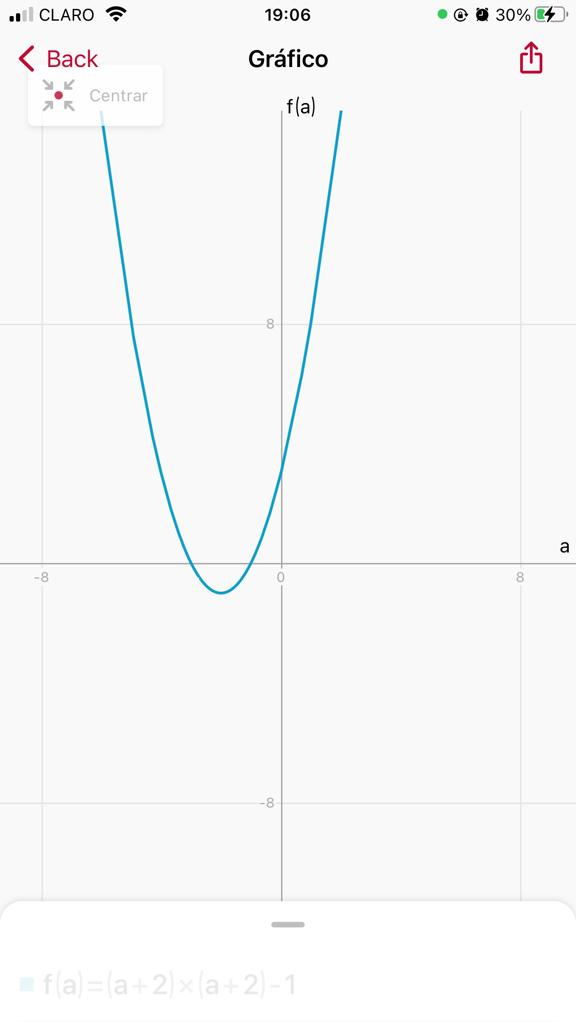 CLARO 19:06 30%
Back Gráfico
Centrar
f(a)
8
a
-8 0 8
-8
f(a)=(a+2)×(a+2)-1